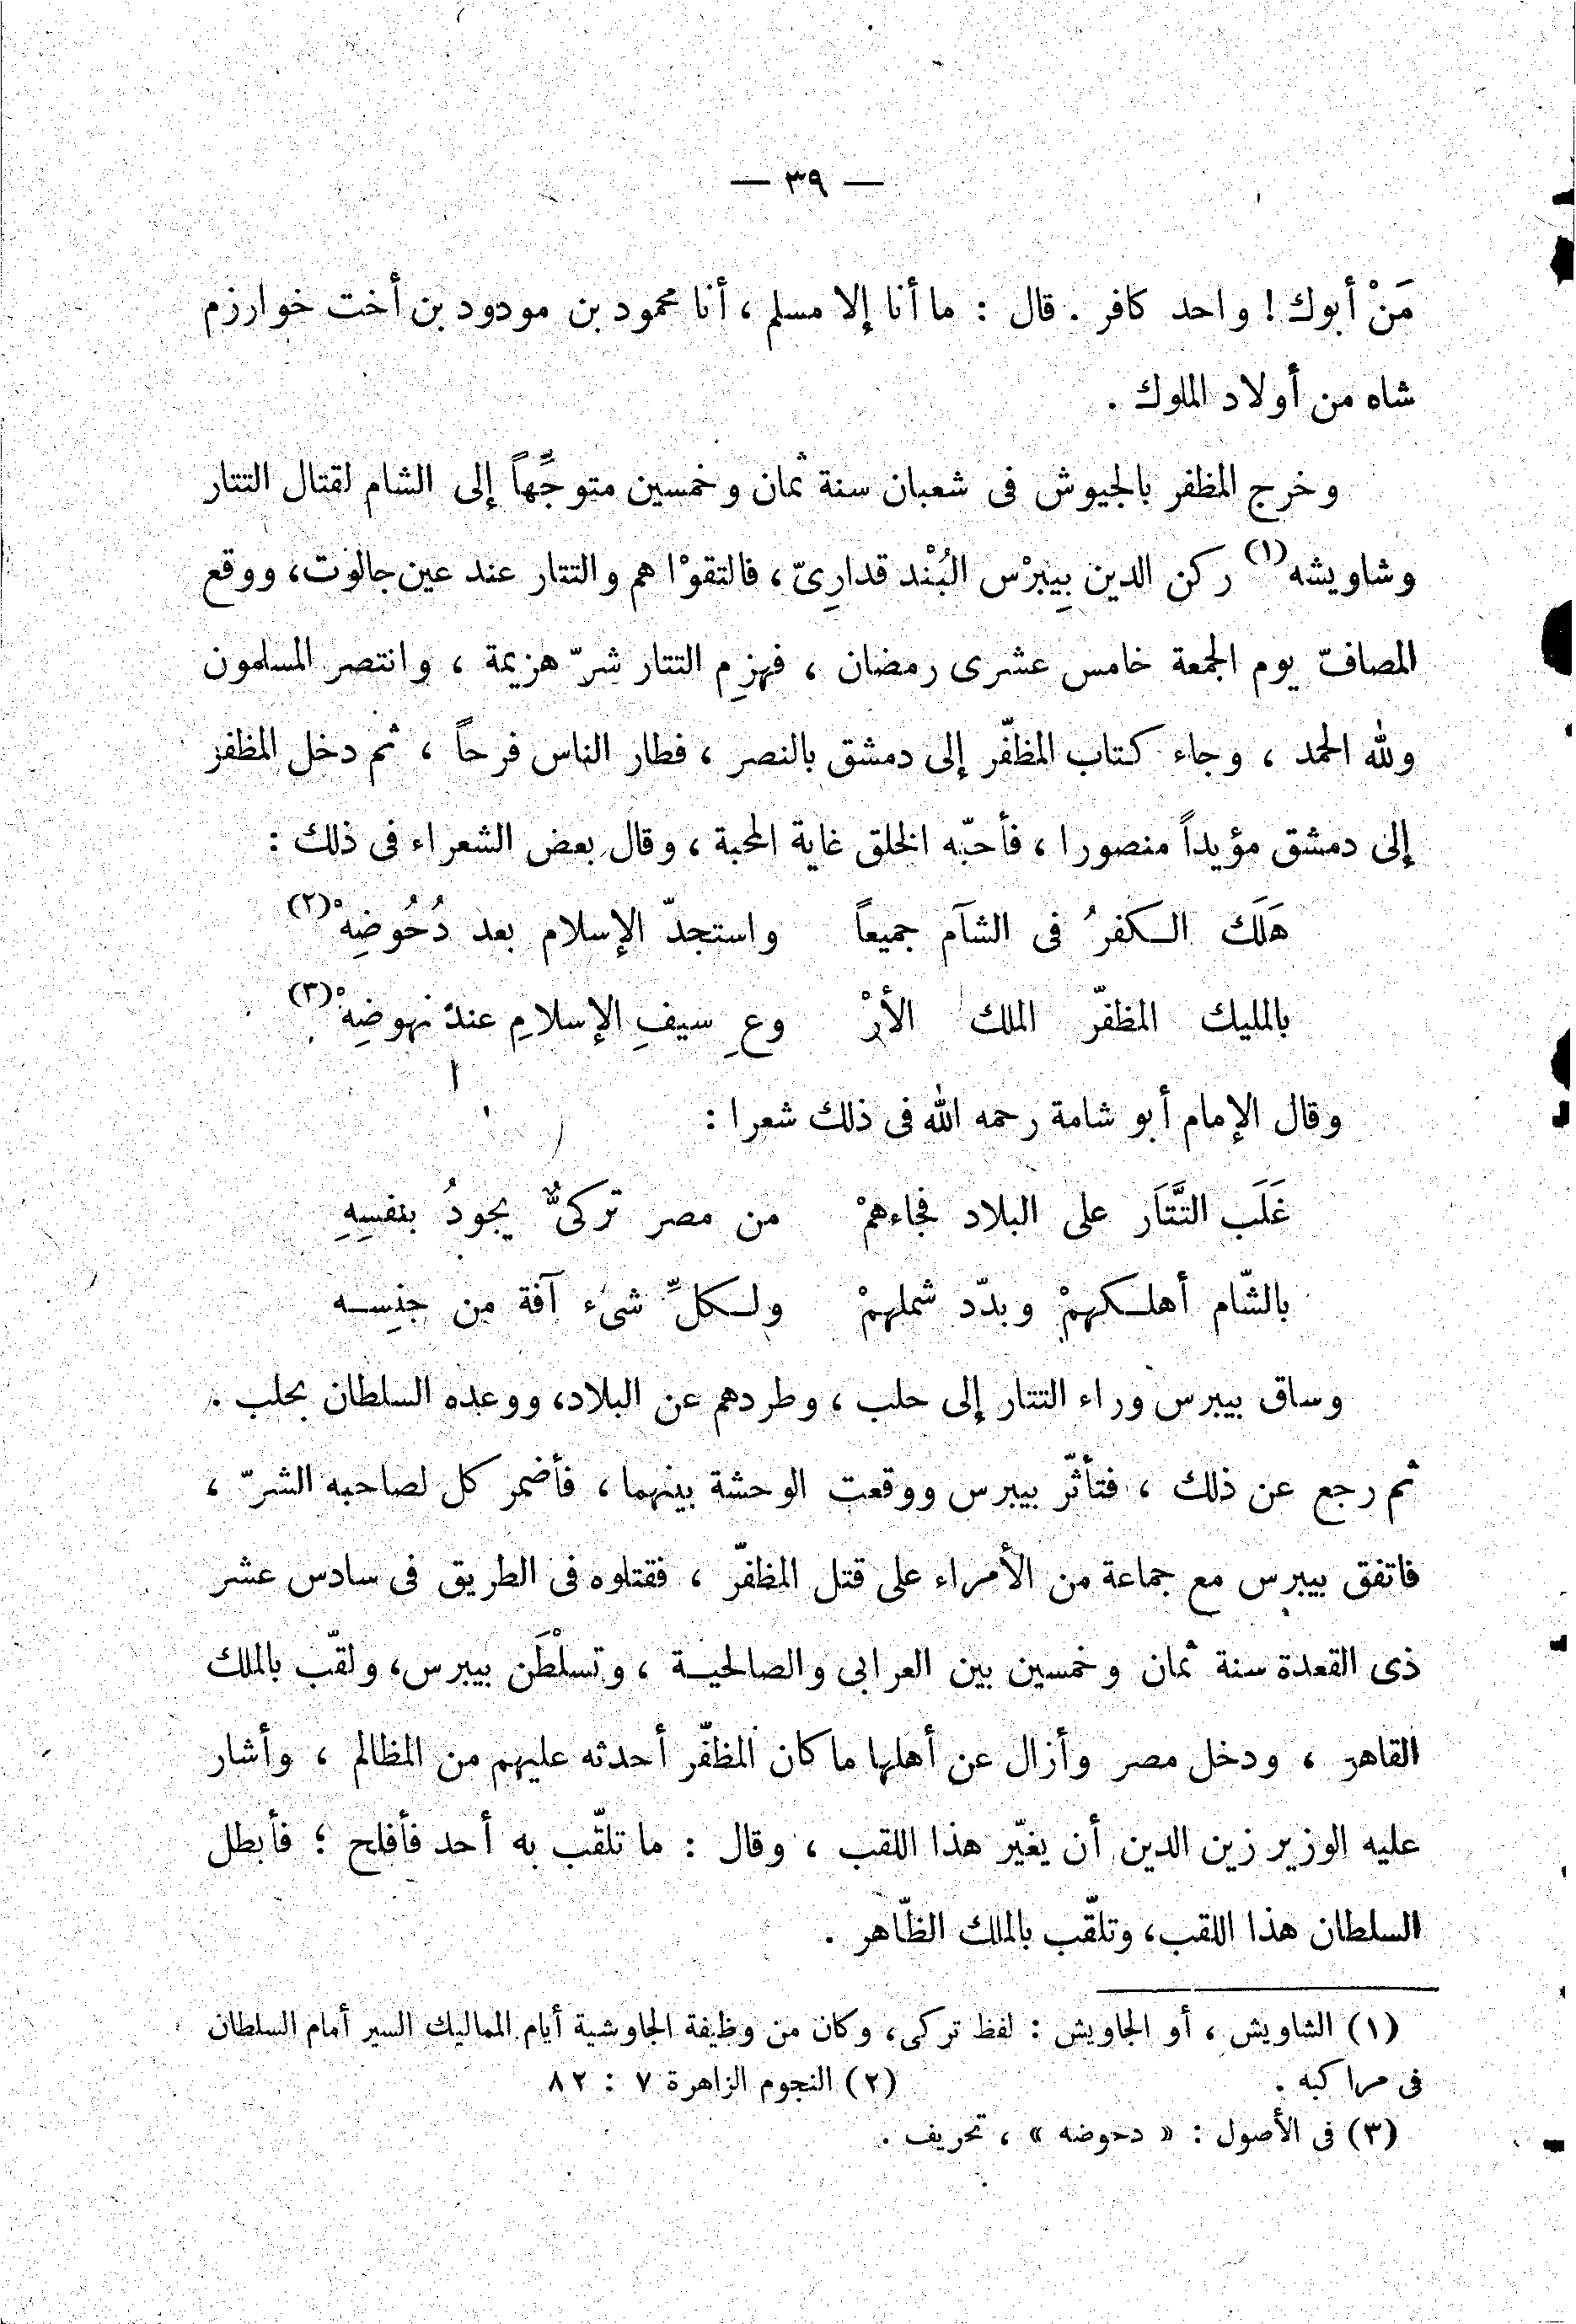 — ٣٩ —
مَنْ أبوك ! واحد كافر . قال : ما أنا إلا مسلم ، أنا محمود بن مودود بن أخت خوارزم
شاه من أولاد الملوك .
وخرج المظفر بالجيوش فى شعبان سنة ثمان وخمسين متوجِّهاً إلى الشام لقتال التتار
وشاويشه(١) ركن الدين بِيبرْس البُنْدقدارِىّ ، فالتقوْا هم والتتار عند عين جالوت، ووقع
المصافّ يوم الجمعة خامس عشرى رمضان ، فهزِم التتار شرّ هزيمة ، وانتصر المسلمون
ولله الحمد ، وجاء كتاب المظفّر إلى دمشق بالنصر ، فطار الناس فرحاً ، ثم دخل المظفر
إلى دمشق مؤيداً منصورا ، فأحبّه الخلق غاية المحبة ، وقال بعض الشعراء فى ذلك :
هَلَك الكفرُ فى الشآم جميعاً واستجدّ الإسلام بعد دُحُوضِهْ(٢)
بالمليك المظفّر الملك الأرْ وعِ سيفِ الإسلامِ عند نهوضِهْ(٣)
وقال الإمام أبو شامة رحمه الله فى ذلك شعرا :
غَلَب التَّتَار على البلاد فجاءهمْ من مصر تركىٌّ يجودُ بنفسِهِ
بالشّام أهلكهمْ وبدّد شملهمْ ولكلِّ شىء آفة من جنسِه
وساق بيبرس وراء التتار إلى حلب ، وطردهم عن البلاد، ووعده السلطان بحلب .
ثم رجع عن ذلك ، فتأثّر بيبرس ووقعت الوحشة بينهما ، فأضمر كل لصاحبه الشرّ ،
فاتفق بيبرس مع جماعة من الأمراء على قتل المظفّر ، فقتلوه فى الطريق فى سادس عشر
ذى القعدة سنة ثمان وخمسين بين العرابى والصالحية ، وتسلْطَن بيبرس، ولقّب بالملك
القاهر ، ودخل مصر وأزال عن أهلها ما كان المظفّر أحدثه عليهم من المظالم ، وأشار
عليه الوزير زين الدين أن يغيّر هذا اللقب ، وقال : ما تلقّب به أحد فأفلح ؛ فأبطل
السلطان هذا اللقب، وتلقّب بالملك الظّاهر .
(١) الشاويش ، أو الجاويش : لفظ تركى، وكان من وظيفة الجاوشية أيام المماليك السير أمام السلطان
فى مراكبه . (٢) النجوم الزاهرة ٧ : ٨٢
(٣) فى الأصول : « دحوضه » ، تحريف .